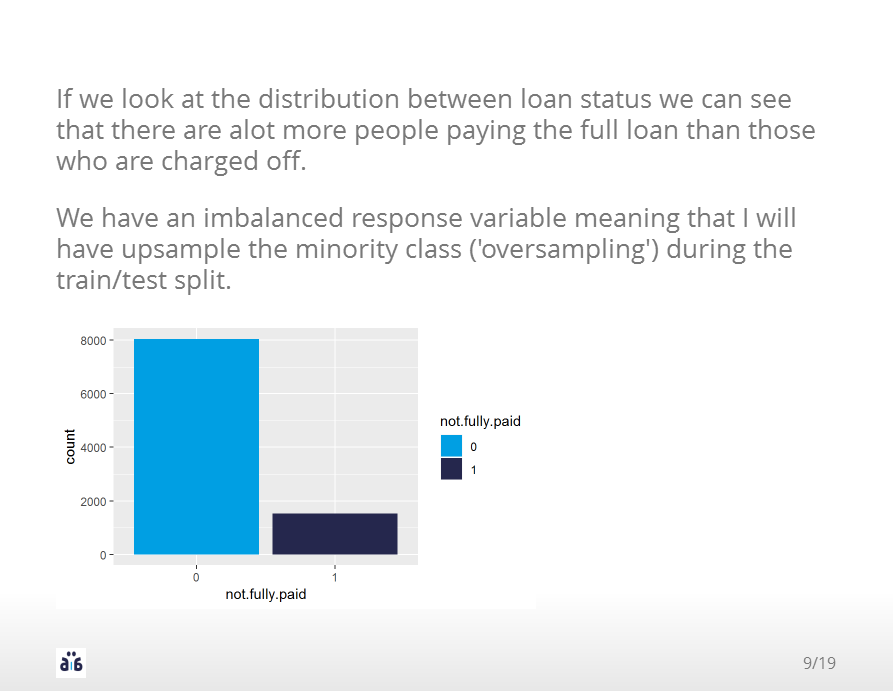 If we look at the distribution between loan status we can see
that there are alot more people paying the full loan than those
who are charged off.
We have an imbalanced response variable meaning that I will
have upsample the minority class ('oversampling') during the
train/test split.
8000
6000
4000
2000
0
count
0
1
not.fully.paid
not.fully.paid
0
1
9/19